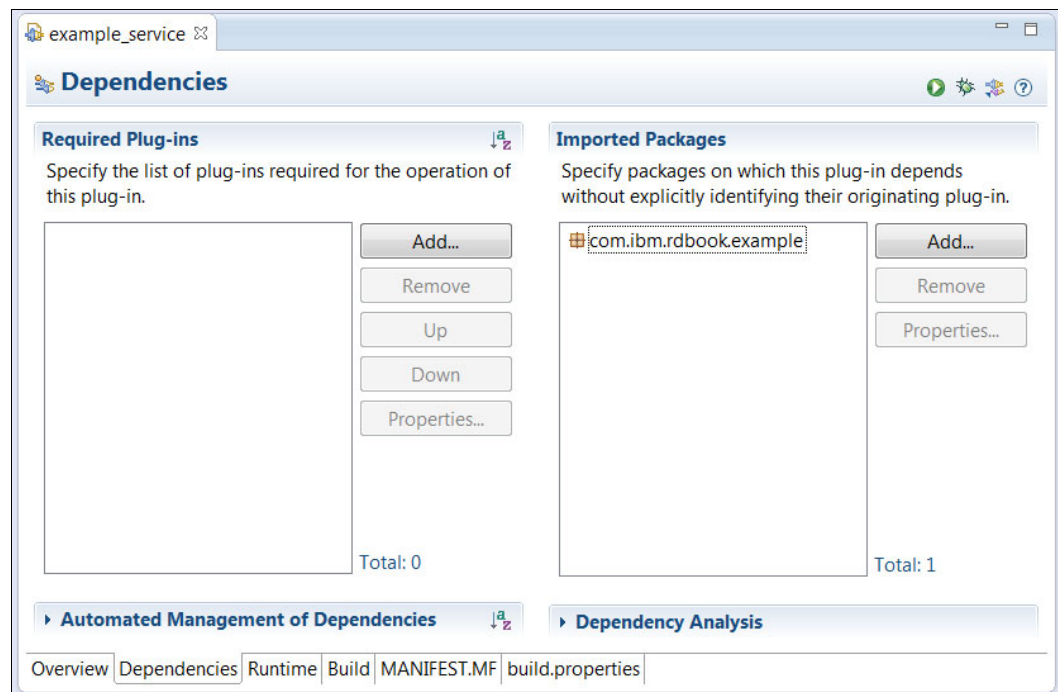 example_service
Dependencies
Required Plug-ins
Specify the list of plug-ins required for the operation of
this plug-in.
Add...
Remove
Up
Down
Properties...
Total: 0
Imported Packages
Specify packages on which this plug-in depends
without explicitly identifying their originating plug-in.
com.ibm.rdbook.example
Add...
Remove
Properties...
Total: 1
Automated Management of Dependencies
Dependency Analysis
Overview Dependencies Runtime Build MANIFEST.MF build.properties